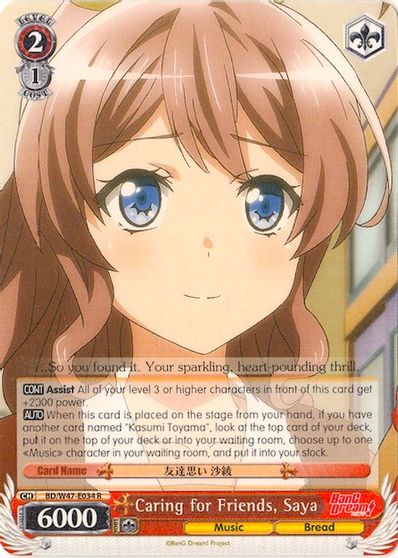 LEVEL
2
1
COST
"...So you found it. Your sparkling, heart-pounding thrill.
CONT Assist All of your level 3 or higher characters in front of this card get
+2000 power.
AUTO When this card is placed on the stage from your hand, if you have
another card named "Kasumi Toyama", look at the top card of your deck,
put it on the top of your deck or into your waiting room, choose up to one
«Music» character in your waiting room, and put it into your stock.
Card Name
友達思い 沙綾
CH BD/W47-E034 R
Caring for Friends, Saya
BanG Dream!
6000
Music
Bread
©BanG Dream! Project